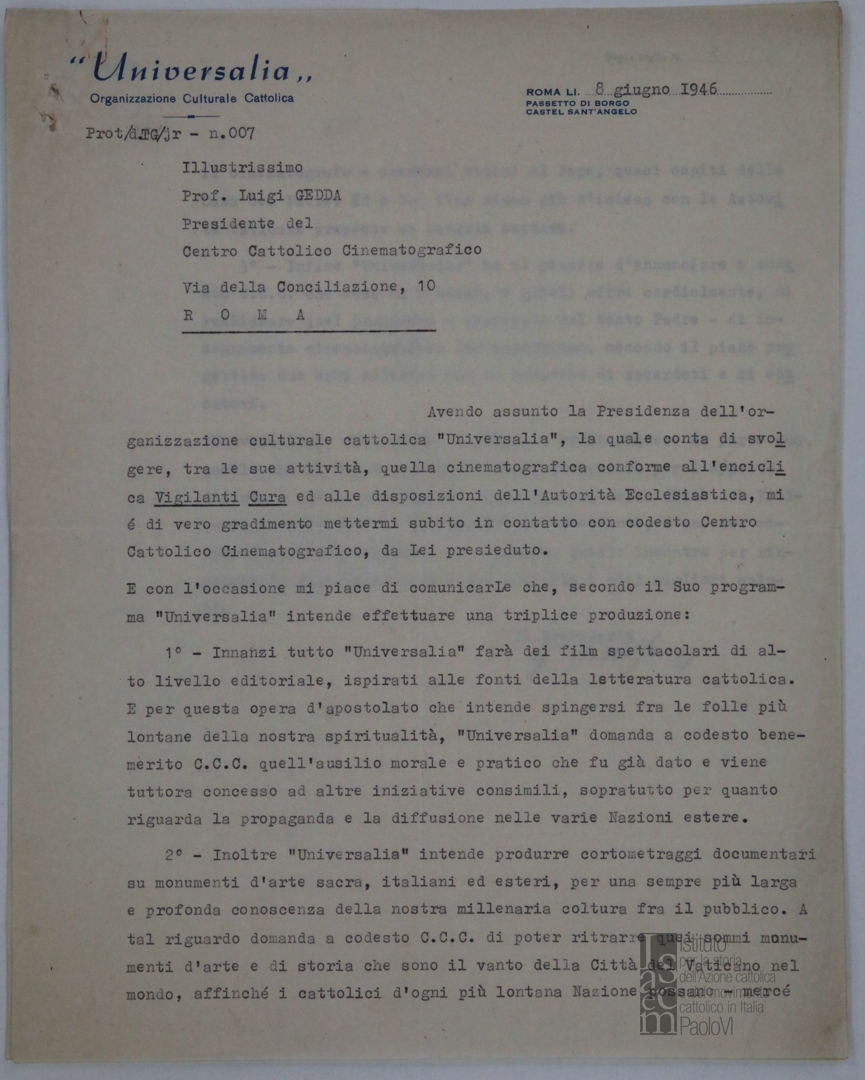 "Universalia"
Organizzazione Culturale Cattolica
ROMA LI. 8 giugno 1946
PASSETTO DI BORGO
CASTEL SANT'ANGELO
Prot/d.TG/jr - n.007
Illustrissimo
Prof. Luigi GEDDA
Presidente del
Centro Cattolico Cinematografico
Via della Conciliazione, 10
R O M A
Avendo assunto la Presidenza dell'or-
ganizzazione culturale cattolica "Universalia", la quale conta di svol
gere, tra le sue attività, quella cinematografica conforme all'encicli
ca Vigilanti Cura ed alle disposizioni dell'Autorità Ecclesiastica, mi
é di vero gradimento mettermi subito in contatto con codesto Centro
Cattolico Cinematografico, da Lei presieduto.
E con l'occasione mi piace di comunicarLe che, secondo il Suo program-
ma "Universalia" intende effettuare una triplice produzione:
1° - Innanzi tutto "Universalia" farà dei film spettacolari di al-
to livello editoriale, ispirati alle fonti della letteratura cattolica.
E per questa opera d'apostolato che intende spingersi fra le folle più
lontane della nostra spiritualità, "Universalia" domanda a codesto bene-
merito C.C.C. quell'ausilio morale e pratico che fu già dato e viene
tuttora concesso ad altre iniziative consimili, sopratutto per quanto
riguarda la propaganda e la diffusione nelle varie Nazioni estere.
2° - Inoltre "Universalia" intende produrre cortometraggi documentari
su monumenti d'arte sacra, italiani ed esteri, per una sempre più larga
e profonda conoscenza della nostra millenaria coltura fra il pubblico. A
tal riguardo domanda a codesto C.C.C. di poter ritrarre quei sommi monu-
menti d'arte e di storia che sono il vanto della Città del Vaticano nel
mondo, affinché i cattolici d'ogni più lontana Nazione possano - mercé
Istituto
per la storia
dell'Azione cattolica
e del movimento
cattolico in Italia
PaoloVI